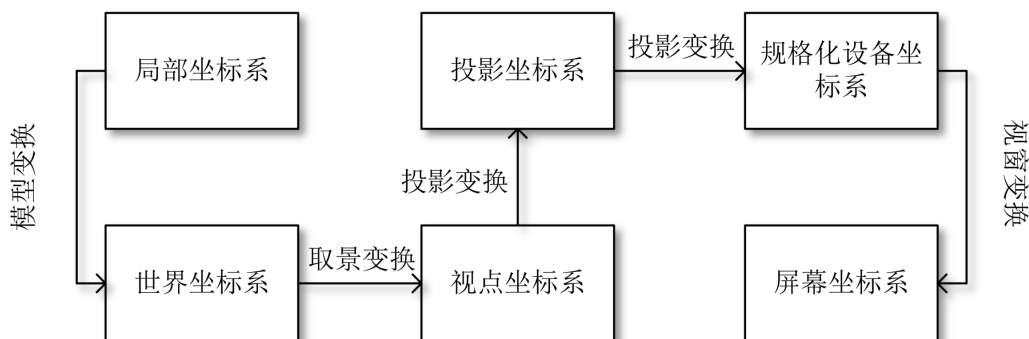 局部坐标系
模型变换
世界坐标系
取景变换
视点坐标系
投影变换
投影坐标系
投影变换
规格化设备坐
标系
视窗变换
屏幕坐标系